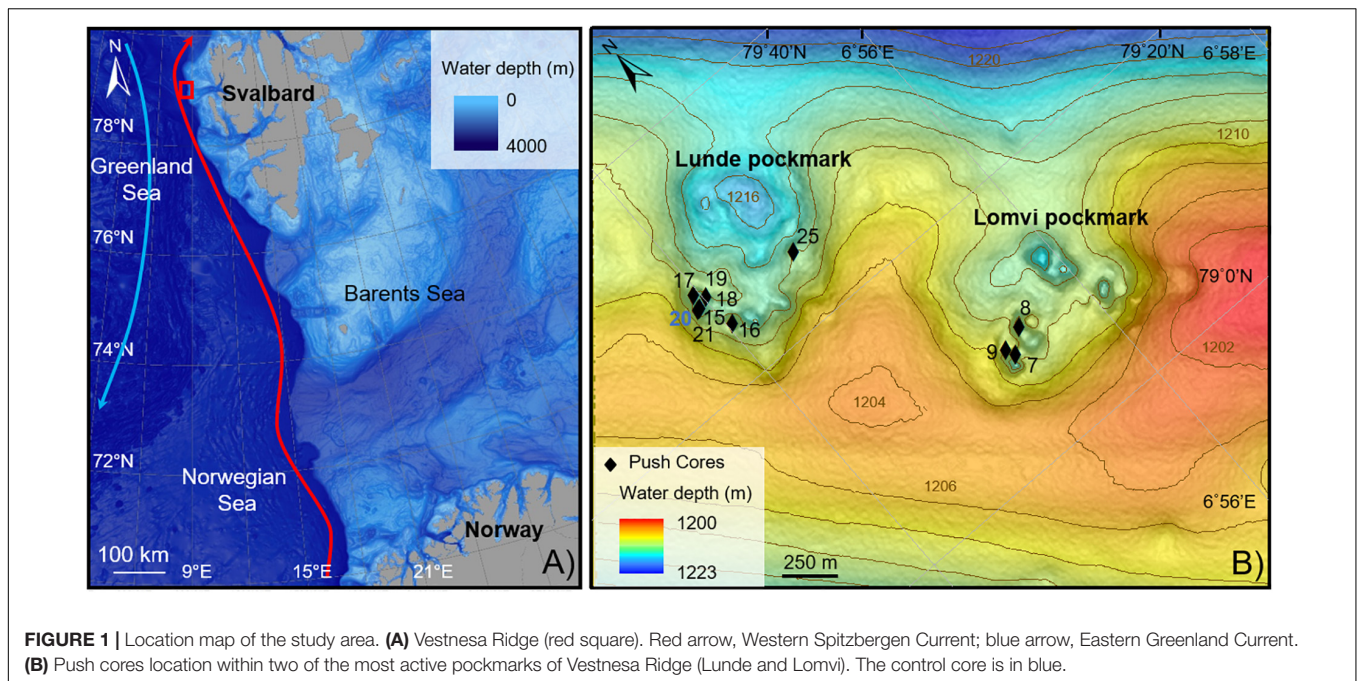 N
Water depth (m)
0
4000
Svalbard
78°N
Greenland
Sea
76°N
Barents Sea
74°N
72°N
Norwegian
Sea
Norway
100 km
9°E
15°E
21°E
A)
N
79°40'N
6°56'E
79°20'N
6°58'E
1220
1210
Lunde pockmark
1216
Lomvi pockmark
25
79°0'N
17
19
18
20
15
16
21
8
9
7
1202
1204
Push Cores
Water depth (m)
1200
1223
1206
6°56'E
250 m
B)
FIGURE 1 | Location map of the study area. (A) Vestnesa Ridge (red square). Red arrow, Western Spitzbergen Current; blue arrow, Eastern Greenland Current.
(B) Push cores location within two of the most active pockmarks of Vestnesa Ridge (Lunde and Lomvi). The control core is in blue.